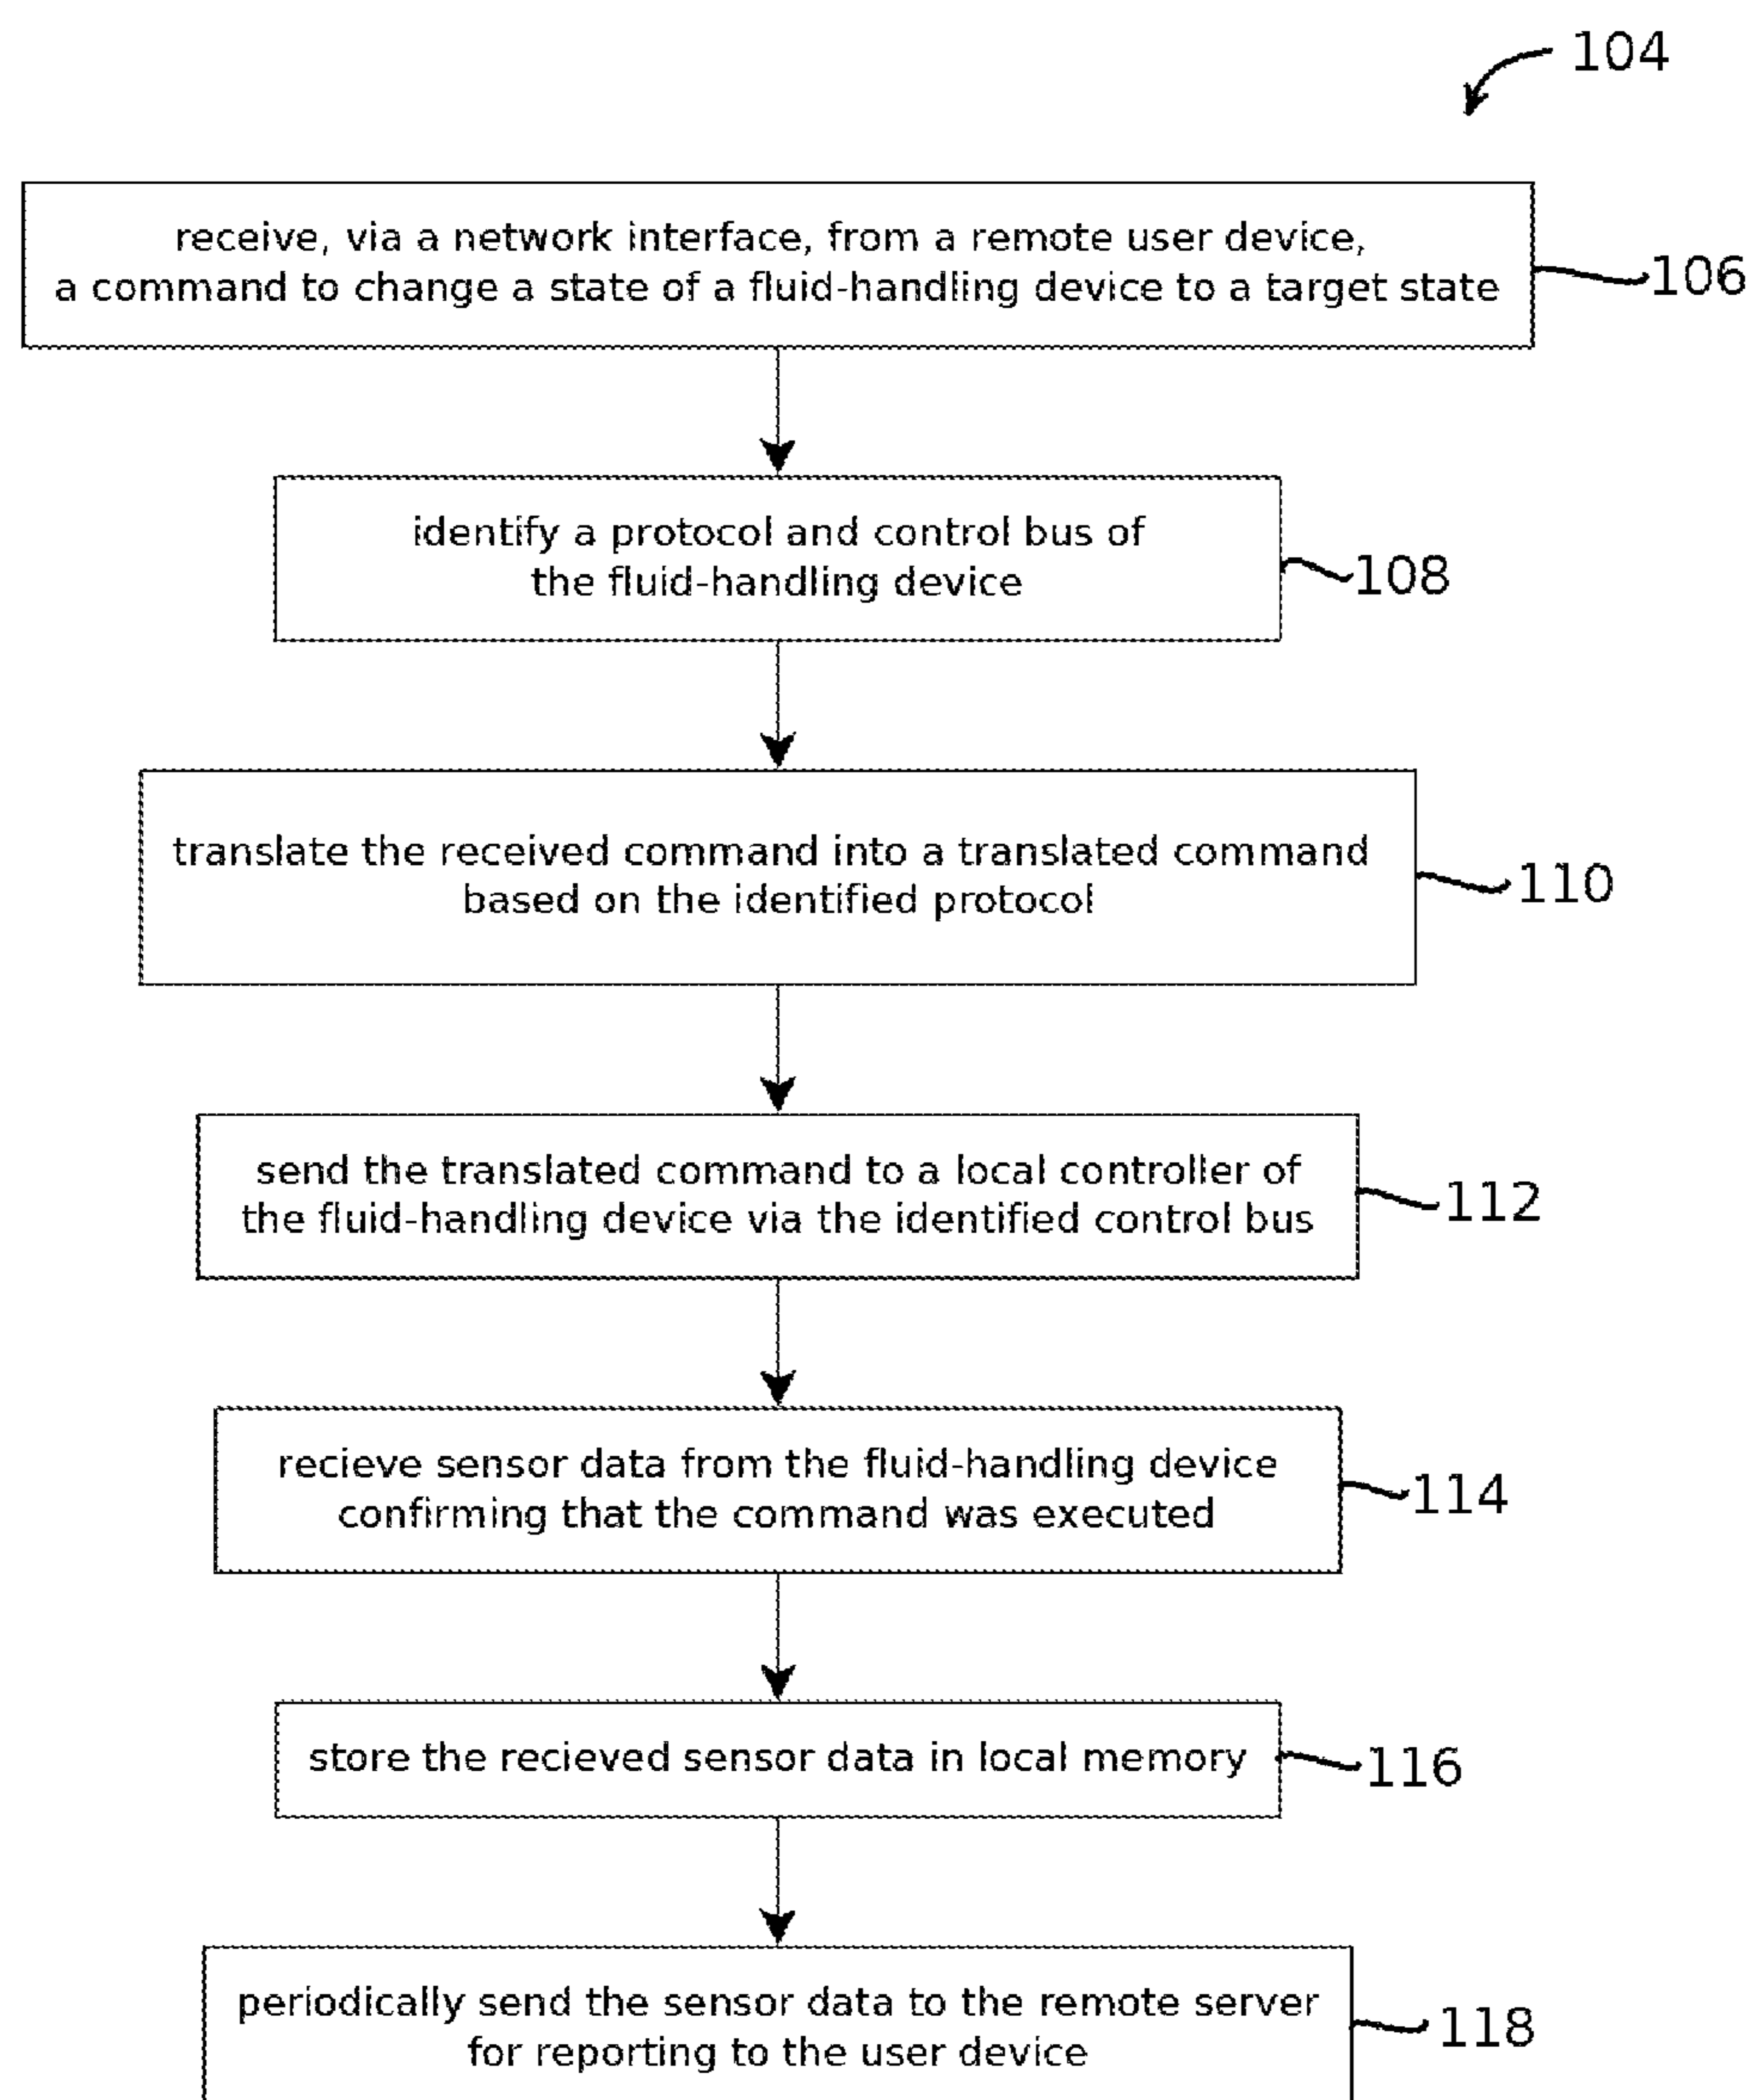 104
receive, via a network interface, from a remote user device,
a command to change a state of a fluid-handling device to a target state
106
identify a protocol and control bus of
the fluid-handling device
108
translate the received command into a translated command
based on the identified protocol
110
send the translated command to a local controller of
the fluid-handling device via the identified control bus
112
recieve sensor data from the fluid-handling device
confirming that the command was executed
114
store the recieved sensor data in local memory
116
periodically send the sensor data to the remote server
for reporting to the user device
118